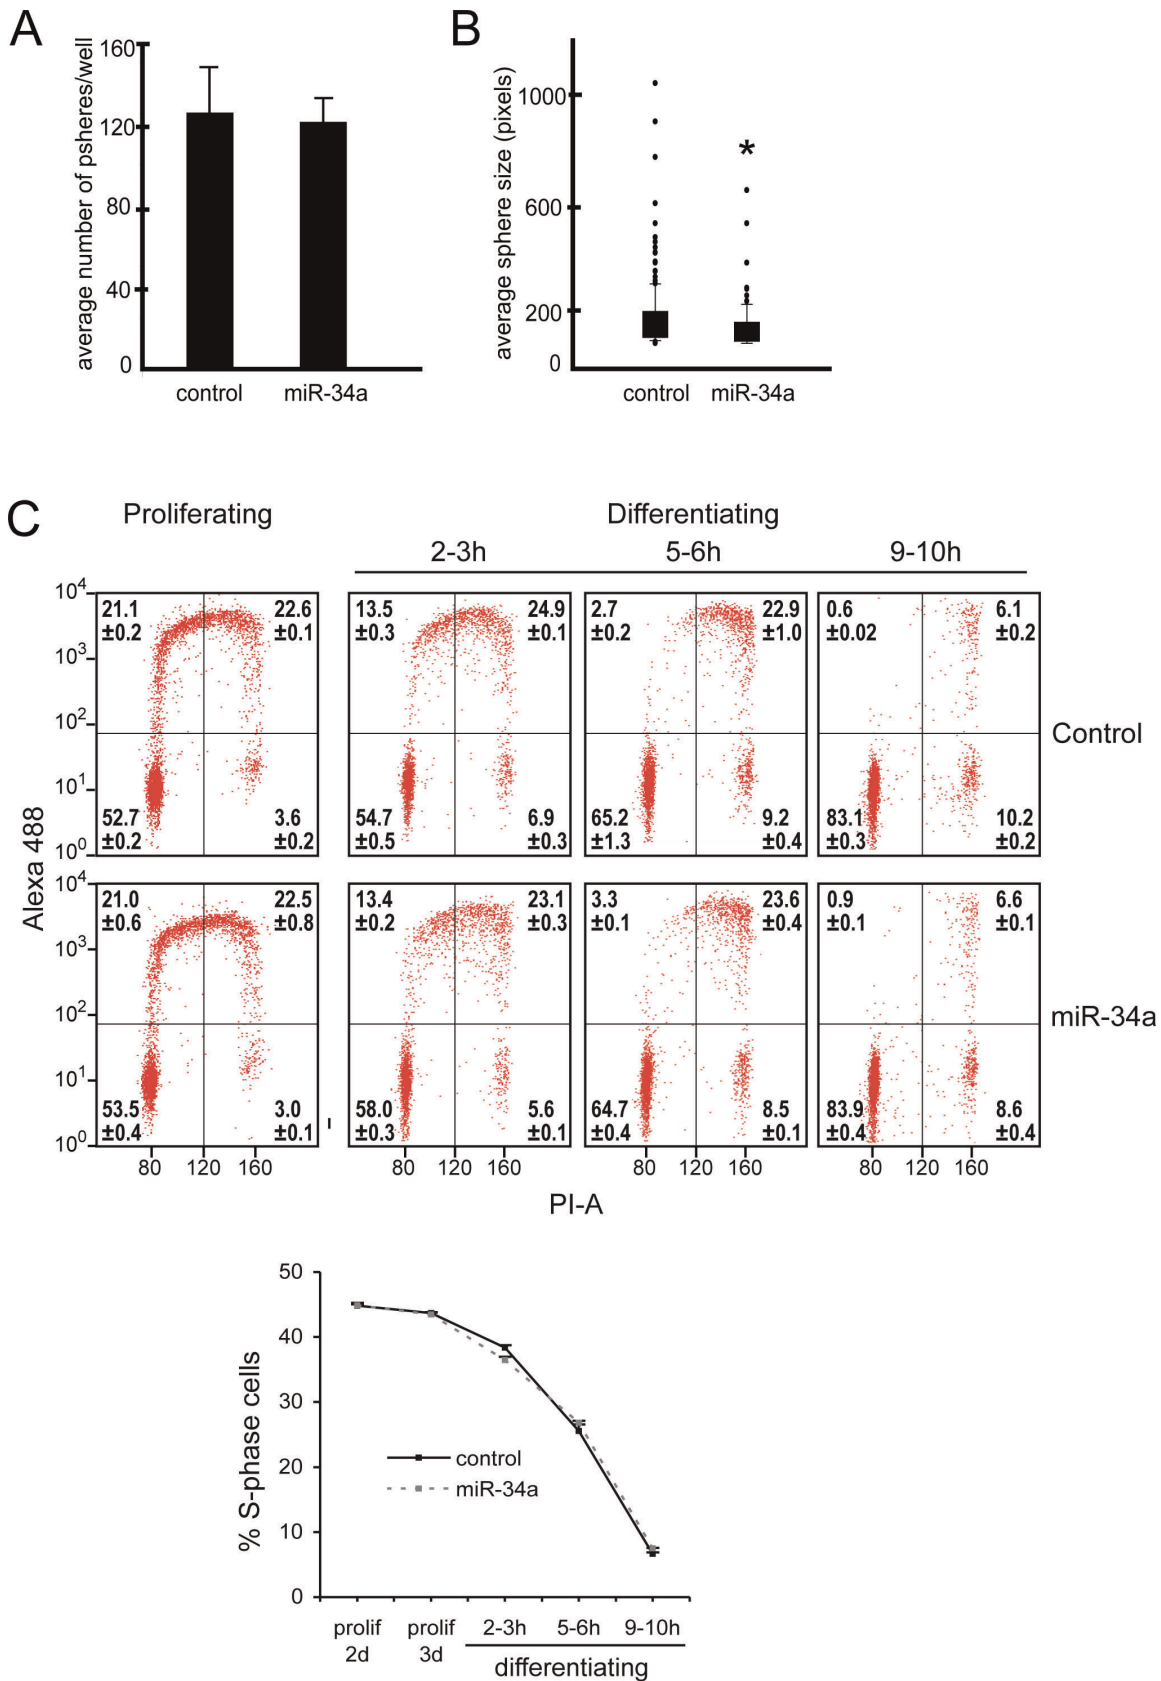 A
average number of psheres/well
160
120
80
40
0
control miR-34a
B
average sphere size (pixels)
1000
600
200
0
*
control miR-34a
C
Proliferating
Differentiating
2-3h 5-6h 9-10h
Alexa 488
10⁴
10³
10²
10¹
10⁰
21.1 ±0.2
22.6 ±0.1
52.7 ±0.2
3.6 ±0.2
13.5 ±0.3
24.9 ±0.1
54.7 ±0.5
6.9 ±0.3
2.7 ±0.2
22.9 ±1.0
65.2 ±1.3
9.2 ±0.4
0.6 ±0.02
6.1 ±0.2
83.1 ±0.3
10.2 ±0.2
Control
10⁴
10³
10²
10¹
10⁰
21.0 ±0.6
22.5 ±0.8
53.5 ±0.4
3.0 ±0.1
13.4 ±0.2
23.1 ±0.3
58.0 ±0.3
5.6 ±0.1
3.3 ±0.1
23.6 ±0.4
64.7 ±0.4
8.5 ±0.1
0.9 ±0.1
6.6 ±0.1
83.9 ±0.4
8.6 ±0.4
miR-34a
80 120 160 80 120 160 80 120 160 80 120 160
PI-A
% S-phase cells
50
40
30
20
10
0
control
miR-34a
prolif 2d
prolif 3d
2-3h 5-6h 9-10h
differentiating